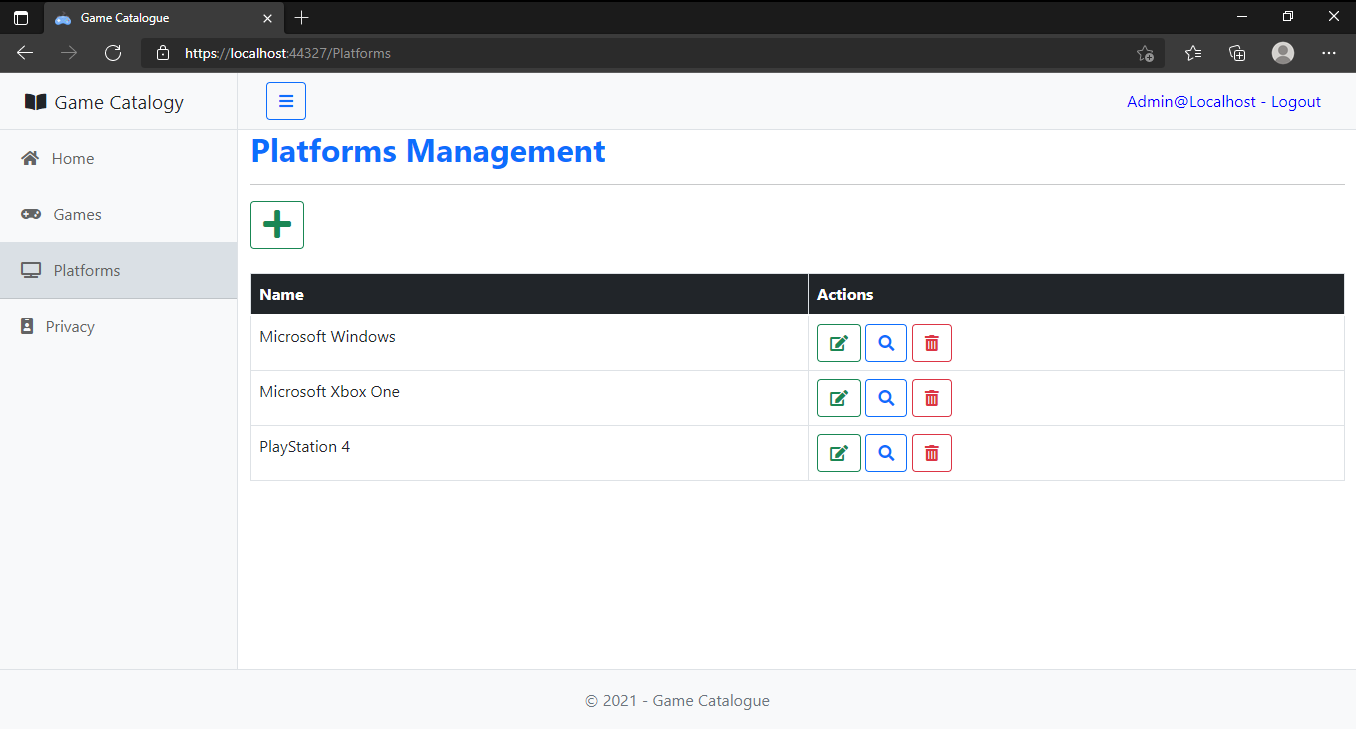 Game Catalogue
https://localhost:44327/Platforms
Game Catalogy
Admin@Localhost - Logout
Home
Games
Platforms
Privacy
Platforms Management
Name Actions
Microsoft Windows
Microsoft Xbox One
PlayStation 4
© 2021 - Game Catalogue